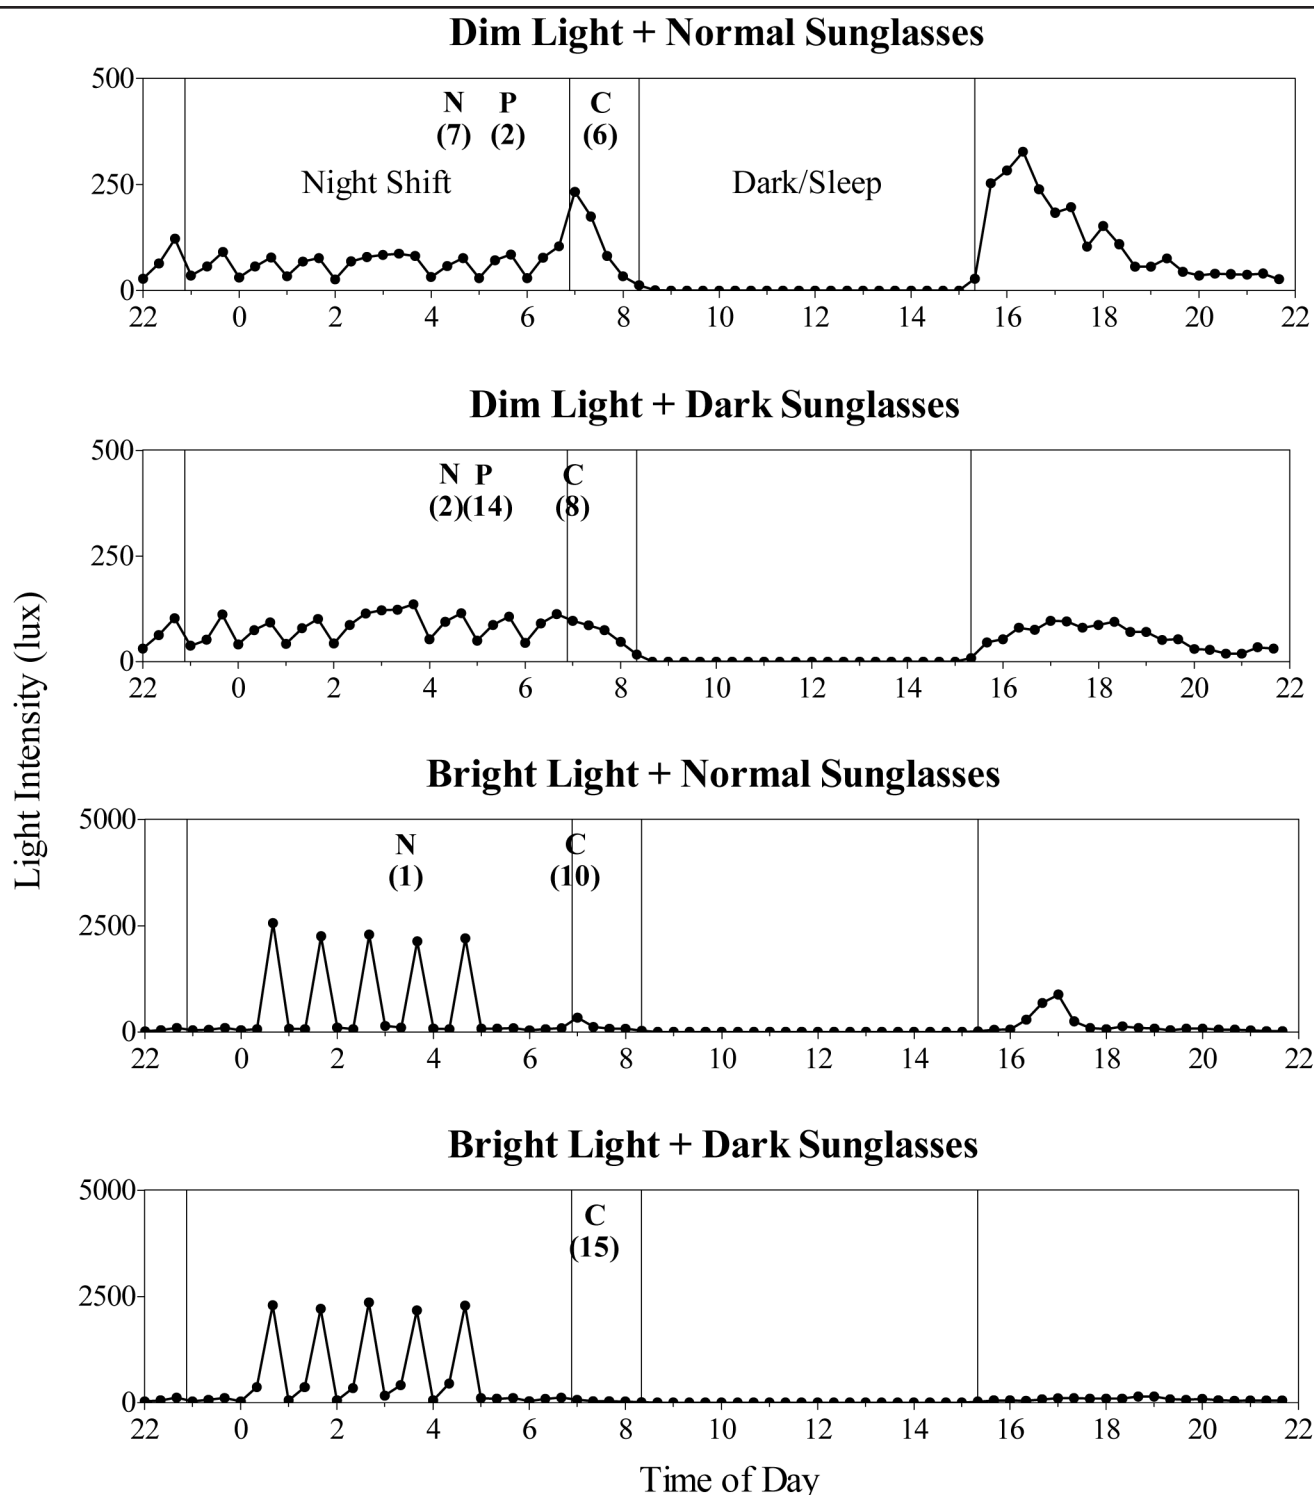 Dim Light + Normal Sunglasses
500
N P C
(7) (2) (6)
250
Night Shift Dark/Sleep
0
22 0 2 4 6 8 10 12 14 16 18 20 22
Dim Light + Dark Sunglasses
500
N P C
(2)(14) (8)
250
0
22 0 2 4 6 8 10 12 14 16 18 20 22
Light Intensity (lux)
Bright Light + Normal Sunglasses
5000
N C
(1) (10)
2500
0
22 0 2 4 6 8 10 12 14 16 18 20 22
Bright Light + Dark Sunglasses
5000
C
(15)
2500
0
22 0 2 4 6 8 10 12 14 16 18 20 22
Time of Day